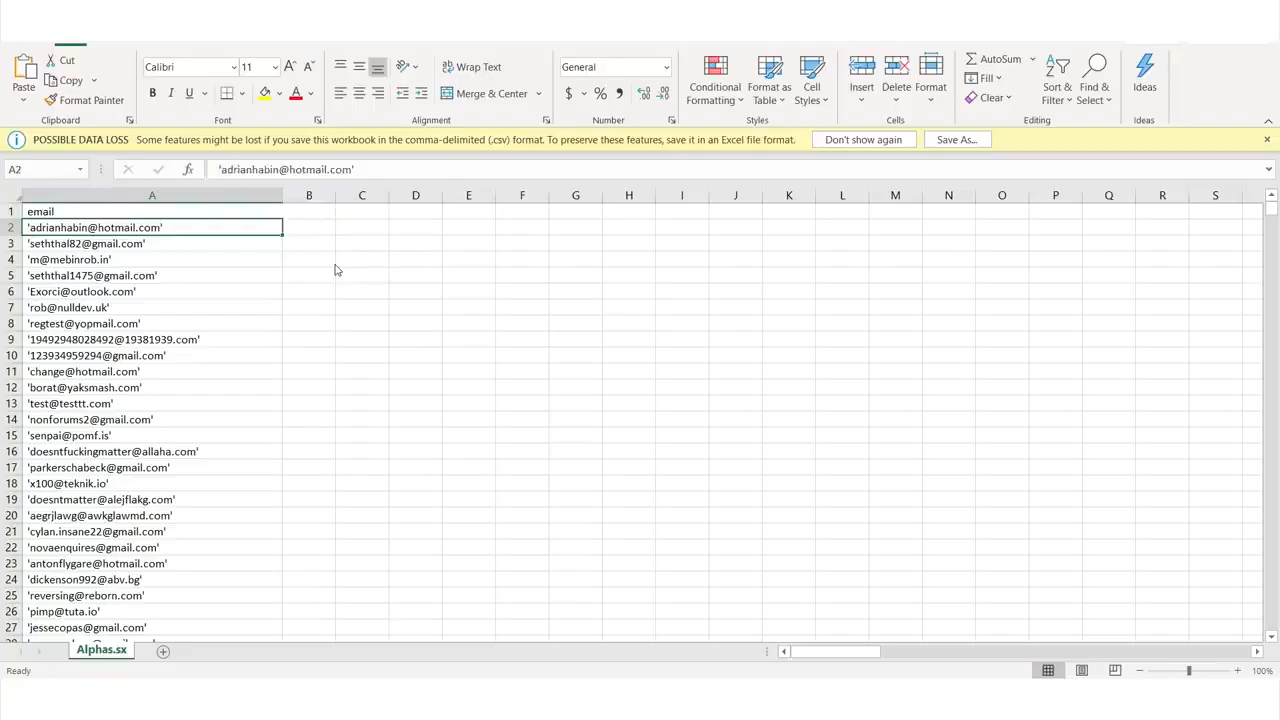 Cut
Copy
Format Painter
Paste
Clipboard
Calibri 11
B I U
Font
Wrap Text
Merge & Center
Alignment
General
$ % ,
Number
Conditional Formatting
Format as Table
Cell Styles
Styles
Insert Delete Format
Cells
AutoSum
Fill
Clear
Sort & Filter
Find & Select
Editing
Ideas
Ideas
POSSIBLE DATA LOSS Some features might be lost if you save this workbook in the comma-delimited (.csv) format. To preserve these features, save it in an Excel file format. Don't show again Save As...
A2 fx 'adrianhabin@hotmail.com'
A B C D E F G H I J K L M N O P Q R S
1 email
2 'adrianhabin@hotmail.com'
3 'seththal82@gmail.com'
4 'm@mebinrob.in'
5 'seththal1475@gmail.com'
6 'Exorci@outlook.com'
7 'rob@nulldev.uk'
8 'regtest@yopmail.com'
9 '19492948028492@19381939.com'
10 '123934959294@gmail.com'
11 'change@hotmail.com'
12 'borat@yaksmash.com'
13 'test@testtt.com'
14 'nonforums2@gmail.com'
15 'senpai@pomf.is'
16 'doesntfuckingmatter@allaha.com'
17 'parkerschabeck@gmail.com'
18 'x100@teknik.io'
19 'doesntmatter@alejflakg.com'
20 'aegrjlawg@awkglawmd.com'
21 'cylan.insane22@gmail.com'
22 'novaenquires@gmail.com'
23 'antonflygare@hotmail.com'
24 'dickenson992@abv.bg'
25 'reversing@reborn.com'
26 'pimp@tuta.io'
27 'jessecopas@gmail.com'
Alphas.sx
Ready 100%